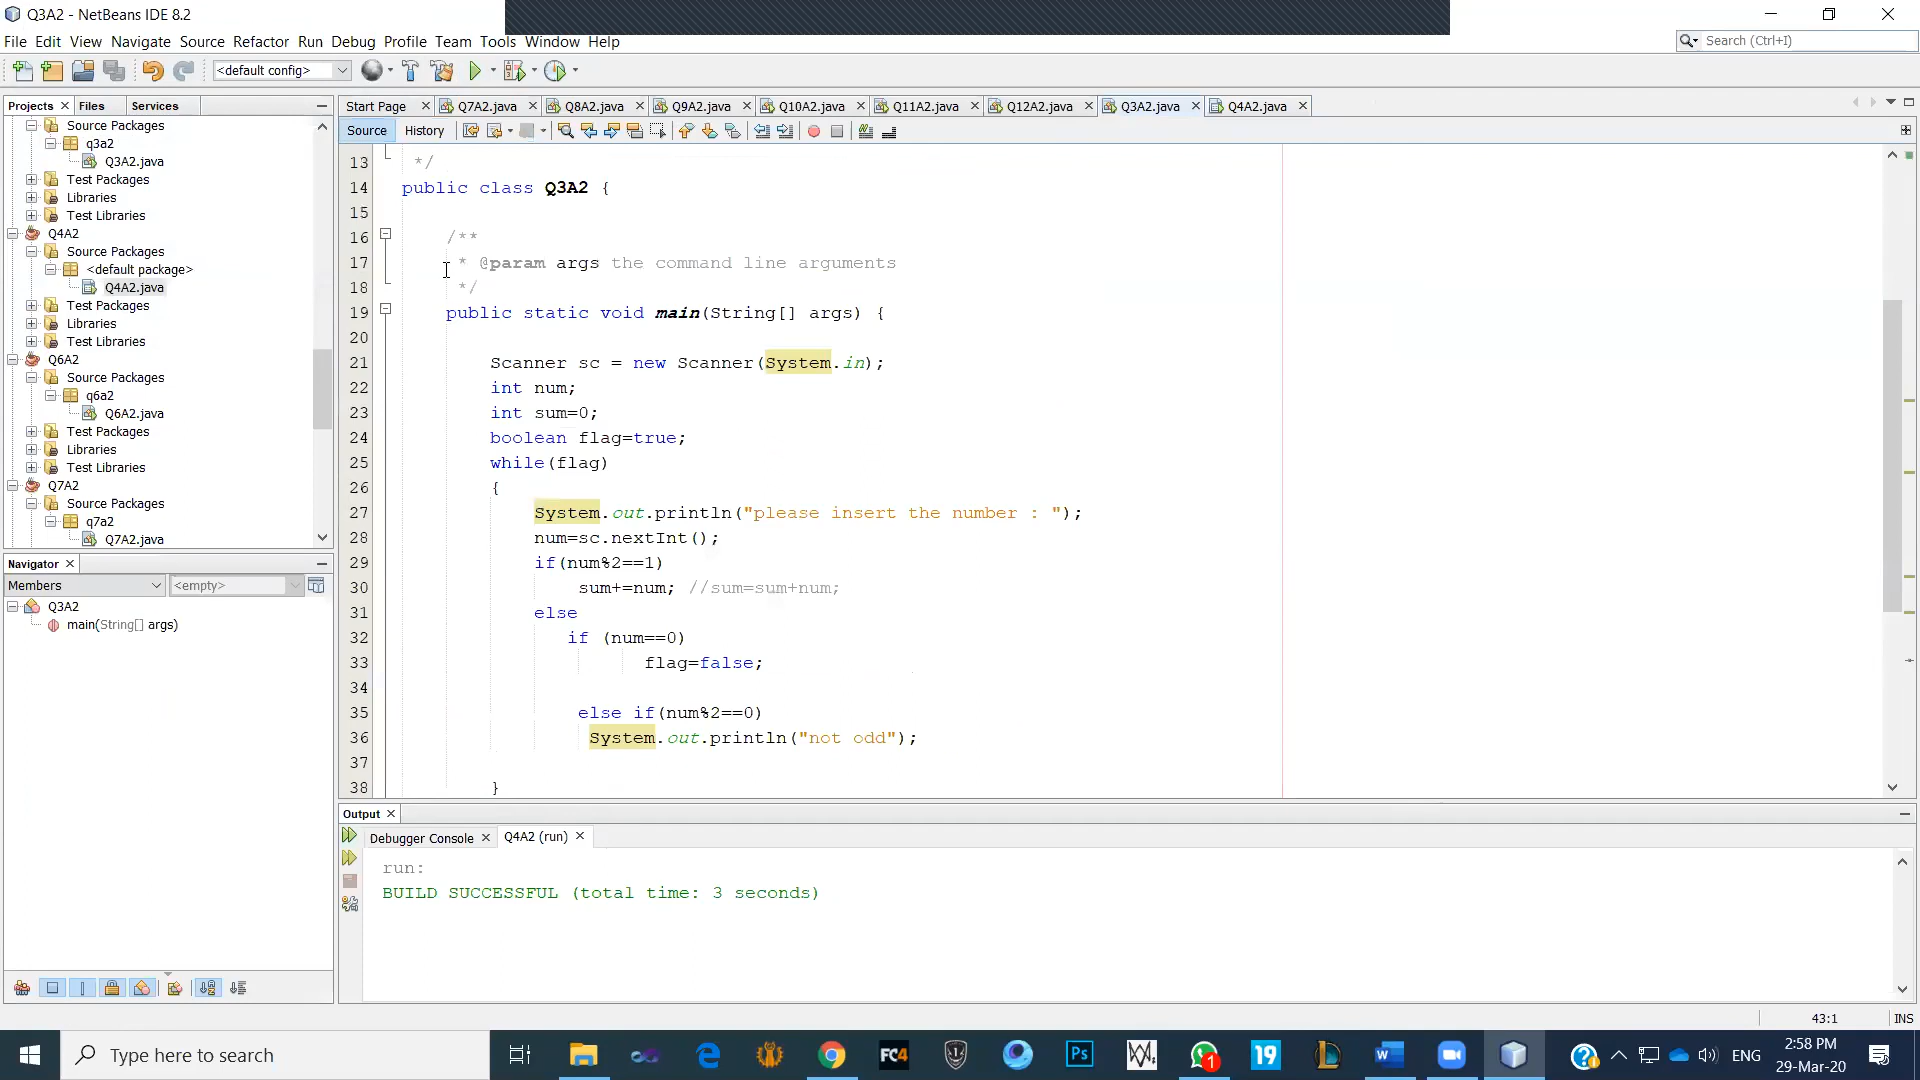 Q3A2 - NetBeans IDE 8.2
File Edit View Navigate Source Refactor Run Debug Profile Team Tools Window Help
Search (Ctrl+I)
<default config>
Projects Files Services
Start Page Q7A2.java Q8A2.java Q9A2.java Q10A2.java Q11A2.java Q12A2.java Q3A2.java Q4A2.java
Source History
Source Packages
q3a2
Q3A2.java
Test Packages
Libraries
Test Libraries
Q4A2
Source Packages
<default package>
Q4A2.java
Test Packages
Libraries
Test Libraries
Q6A2
Source Packages
q6a2
Q6A2.java
Test Packages
Libraries
Test Libraries
Q7A2
Source Packages
q7a2
Q7A2.java
Navigator
Members <empty>
Q3A2
main(String[] args)
13 */
14 public class Q3A2 {
15
16 /**
17 * @param args the command line arguments
18 */
19 public static void main(String[] args) {
20
21 Scanner sc = new Scanner(System.in);
22 int num;
23 int sum=0;
24 boolean flag=true;
25 while(flag)
26 {
27 System.out.println("please insert the number : ");
28 num=sc.nextInt();
29 if(num%2==1)
30 sum+=num; //sum=sum+num;
31 else
32 if (num==0)
33 flag=false;
34
35 else if(num%2==0)
36 System.out.println("not odd");
37
38 }
Output
Debugger Console Q4A2 (run)
run:
BUILD SUCCESSFUL (total time: 3 seconds)
43:1 INS
Type here to search
FC4
Ps
1
19
W
ENG
2:58 PM
29-Mar-20